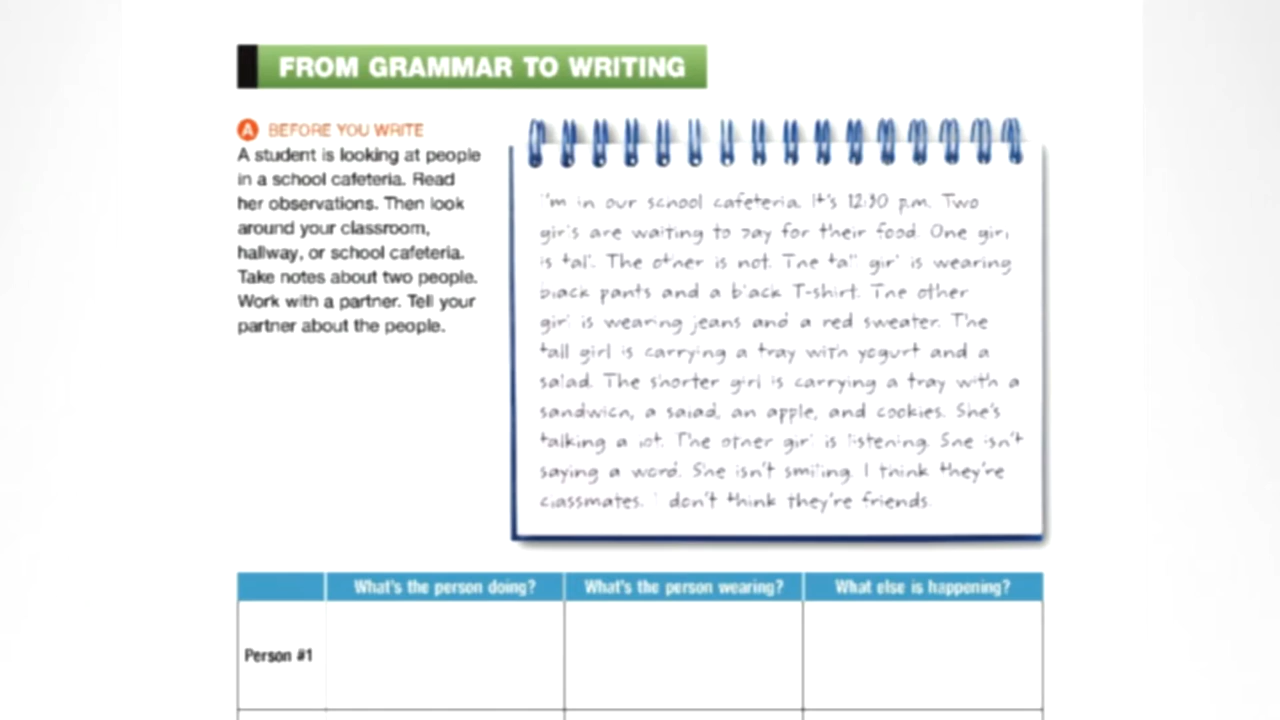 FROM GRAMMAR TO WRITING
A BEFORE YOU WRITE
A student is looking at people
in a school cafeteria. Read
her observations. Then look
around your classroom,
hallway, or school cafeteria.
Take notes about two people.
Work with a partner. Tell your
partner about the people.
I'm in our school cafeteria. It's 12:30 p.m. Two
girls are waiting to pay for their food. One girl
is tall. The other is not. The tall girl is wearing
black pants and a black T-shirt. The other
girl is wearing jeans and a red sweater. The
tall girl is carrying a tray with yogurt and a
salad. The shorter girl is carrying a tray with a
sandwich, a salad, an apple, and cookies. She's
talking a lot. The other girl is listening. She isn't
saying a word. She isn't smiling. I think they're
classmates. I don't think they're friends.
What's the person doing? What's the person wearing? What else is happening?
Person #1